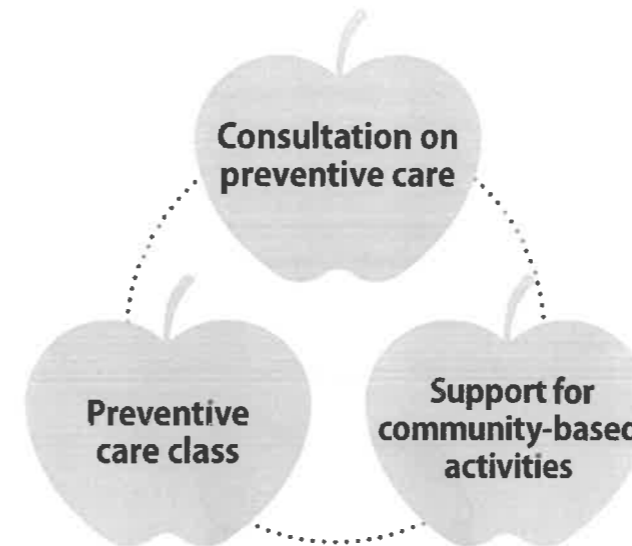 Consultation on
preventive care
Preventive
care class
Support for
community-based
activities